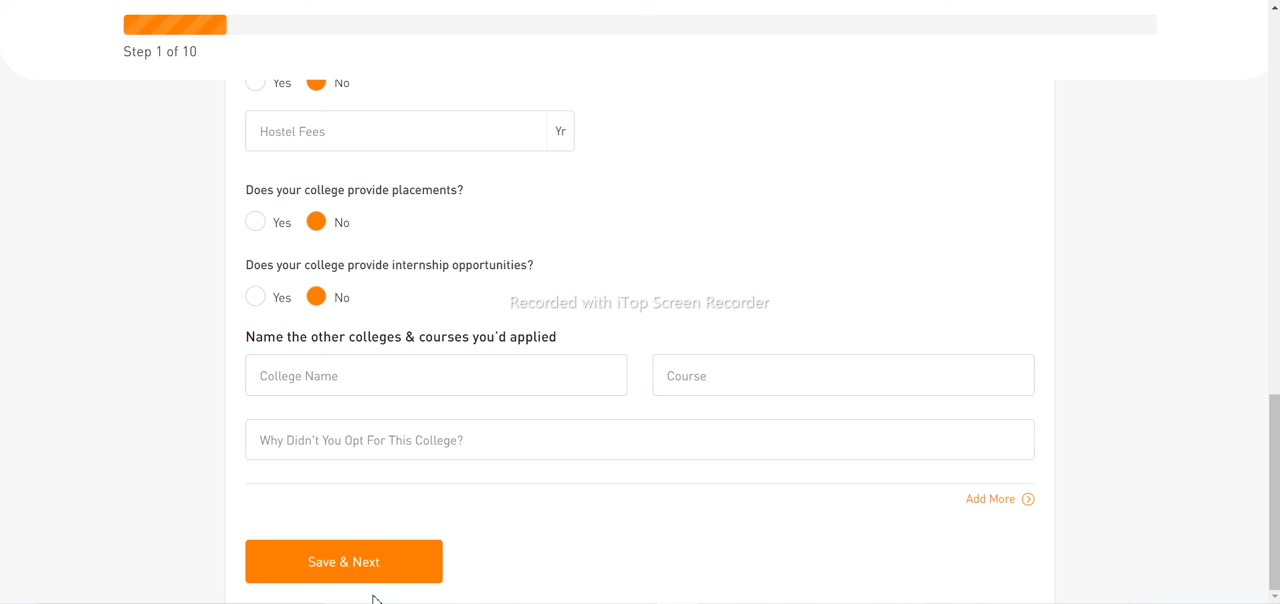 Step 1 of 10
Yes No
Hostel Fees Yr
Does your college provide placements?
Yes No
Does your college provide internship opportunities?
Yes No
Recorded with iTop Screen Recorder
Name the other colleges & courses you'd applied
College Name Course
Why Didn't You Opt For This College?
Add More
Save & Next